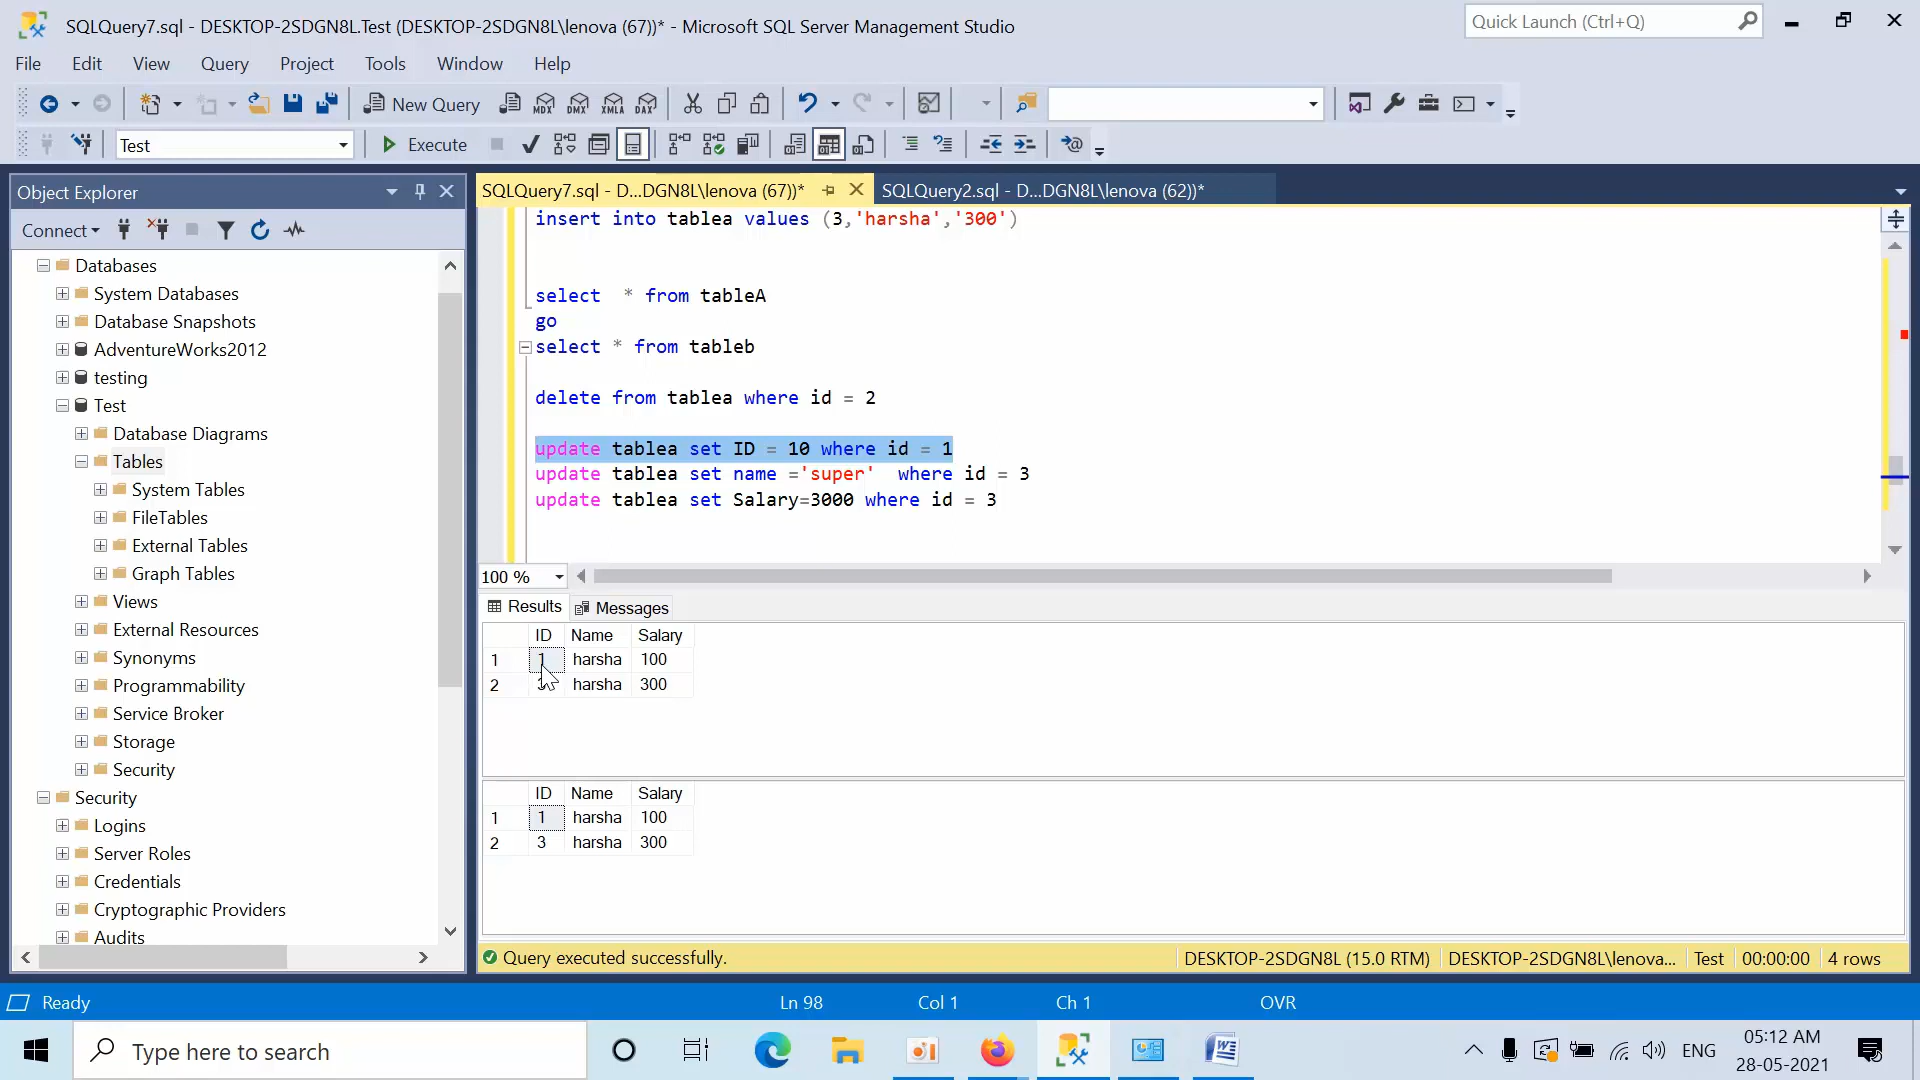 SQLQuery7.sql - DESKTOP-2SDGN8L.Test (DESKTOP-2SDGN8L\lenova (67))* - Microsoft SQL Server Management Studio
Quick Launch (Ctrl+Q)
File Edit View Query Project Tools Window Help
New Query MDX DMX XMLA DAX
Test Execute
Object Explorer
Connect
Databases
System Databases
Database Snapshots
AdventureWorks2012
testing
Test
Database Diagrams
Tables
System Tables
FileTables
External Tables
Graph Tables
Views
External Resources
Synonyms
Programmability
Service Broker
Storage
Security
Security
Logins
Server Roles
Credentials
Cryptographic Providers
Audits
SQLQuery7.sql - D...DGN8L\lenova (67))* SQLQuery2.sql - D...DGN8L\lenova (62))*
insert into tablea values (3,'harsha','300')
select * from tableA
go
select * from tableb
delete from tablea where id = 2
update tablea set ID = 10 where id = 1
update tablea set name ='super' where id = 3
update tablea set Salary=3000 where id = 3
100 %
Results Messages
ID Name Salary
1 1 harsha 100
2 harsha 300
ID Name Salary
1 1 harsha 100
2 3 harsha 300
Query executed successfully. DESKTOP-2SDGN8L (15.0 RTM) DESKTOP-2SDGN8L\lenova... Test 00:00:00 4 rows
Ready Ln 98 Col 1 Ch 1 OVR
Type here to search
ENG
05:12 AM
28-05-2021